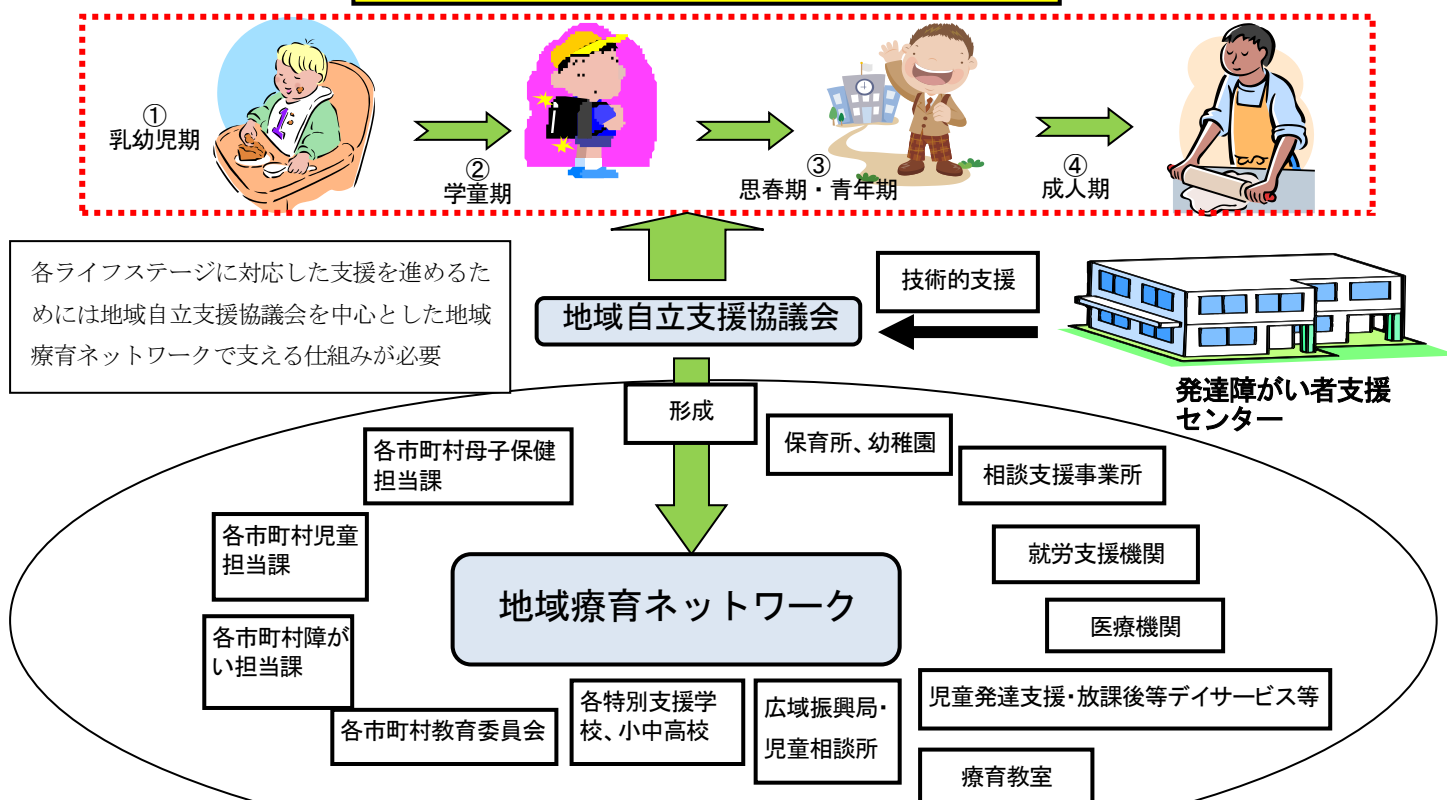 ①
乳幼児期
②
学童期
③
思春期・青年期
④
成人期
各ライフステージに対応した支援を進めるた
めには地域自立支援協議会を中心とした地域
療育ネットワークで支える仕組みが必要
地域自立支援協議会
技術的支援
発達障がい者支援
センター
形成
保育所、幼稚園
各市町村母子保健
担当課
相談支援事業所
各市町村児童
担当課
就労支援機関
地域療育ネットワーク
医療機関
各市町村障が
い担当課
児童発達支援・放課後等デイサービス等
各市町村教育委員会
各特別支援学
校、小中高校
広域振興局・
児童相談所
療育教室
1